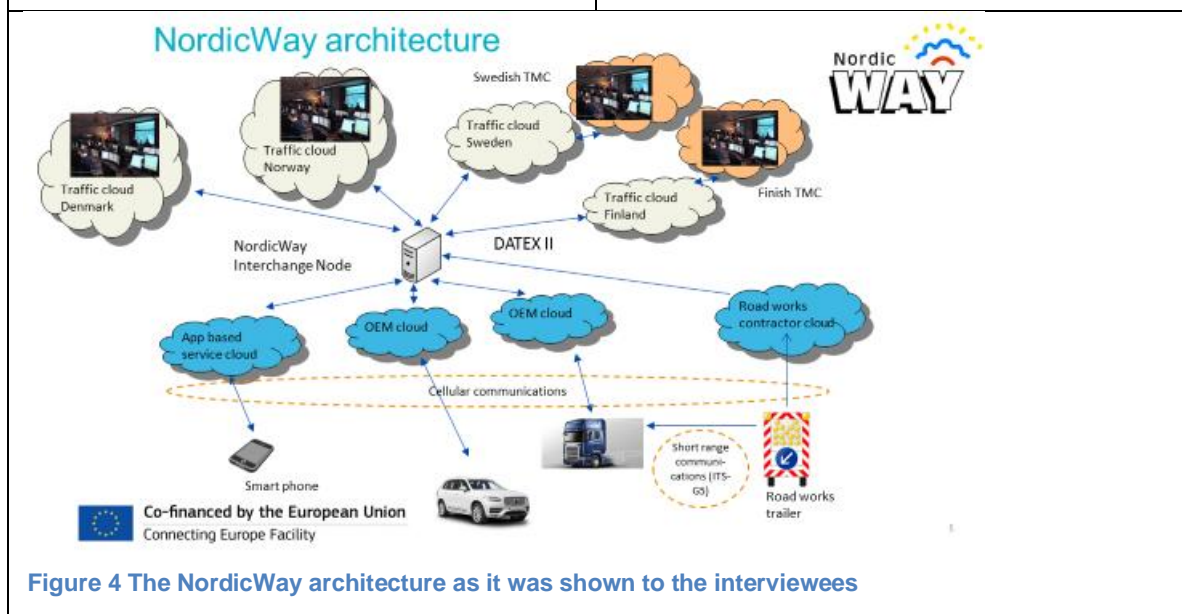 NordicWay architecture
Nordic
WAY
Swedish TMC
Traffic cloud
Sweden
Traffic cloud
Norway
Traffic cloud
Denmark
Traffic cloud
Finland
Finish TMC
NordicWay
Interchange Node
DATEX II
App based
service cloud
OEM cloud
OEM cloud
Road works
contractor cloud
Cellular communications
Short range
communi-
cations (ITS-
G5)
Smart phone
Road works
trailer
Co-financed by the European Union
Connecting Europe Facility
Figure 4 The NordicWay architecture as it was shown to the interviewees